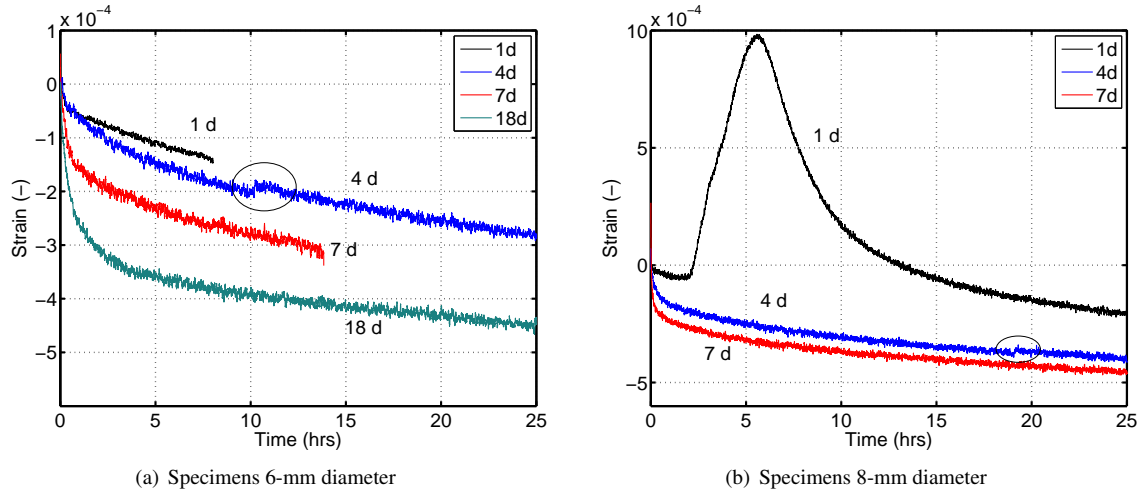 x 10⁻⁴
1
0
−1
−2
−3
−4
−5
Strain (−)
0
5
10
15
20
25
Time (hrs)
1d
4d
7d
18d
1 d
4 d
7 d
18 d
(a) Specimens 6-mm diameter
x 10⁻⁴
10
5
0
−5
Strain (−)
0
5
10
15
20
25
Time (hrs)
1d
4d
7d
1 d
4 d
7 d
(b) Specimens 8-mm diameter